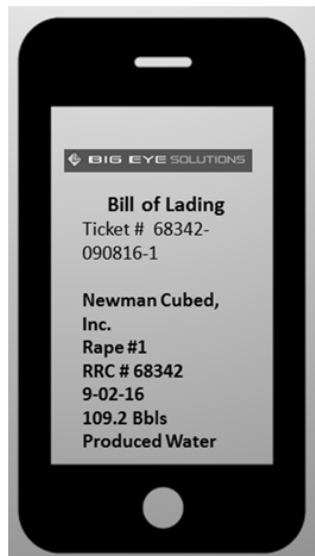 BIG EYE SOLUTIONS
Bill of Lading
Ticket # 68342-
090816-1
Newman Cubed,
Inc.
Rape #1
RRC # 68342
9-02-16
109.2 Bbls
Produced Water